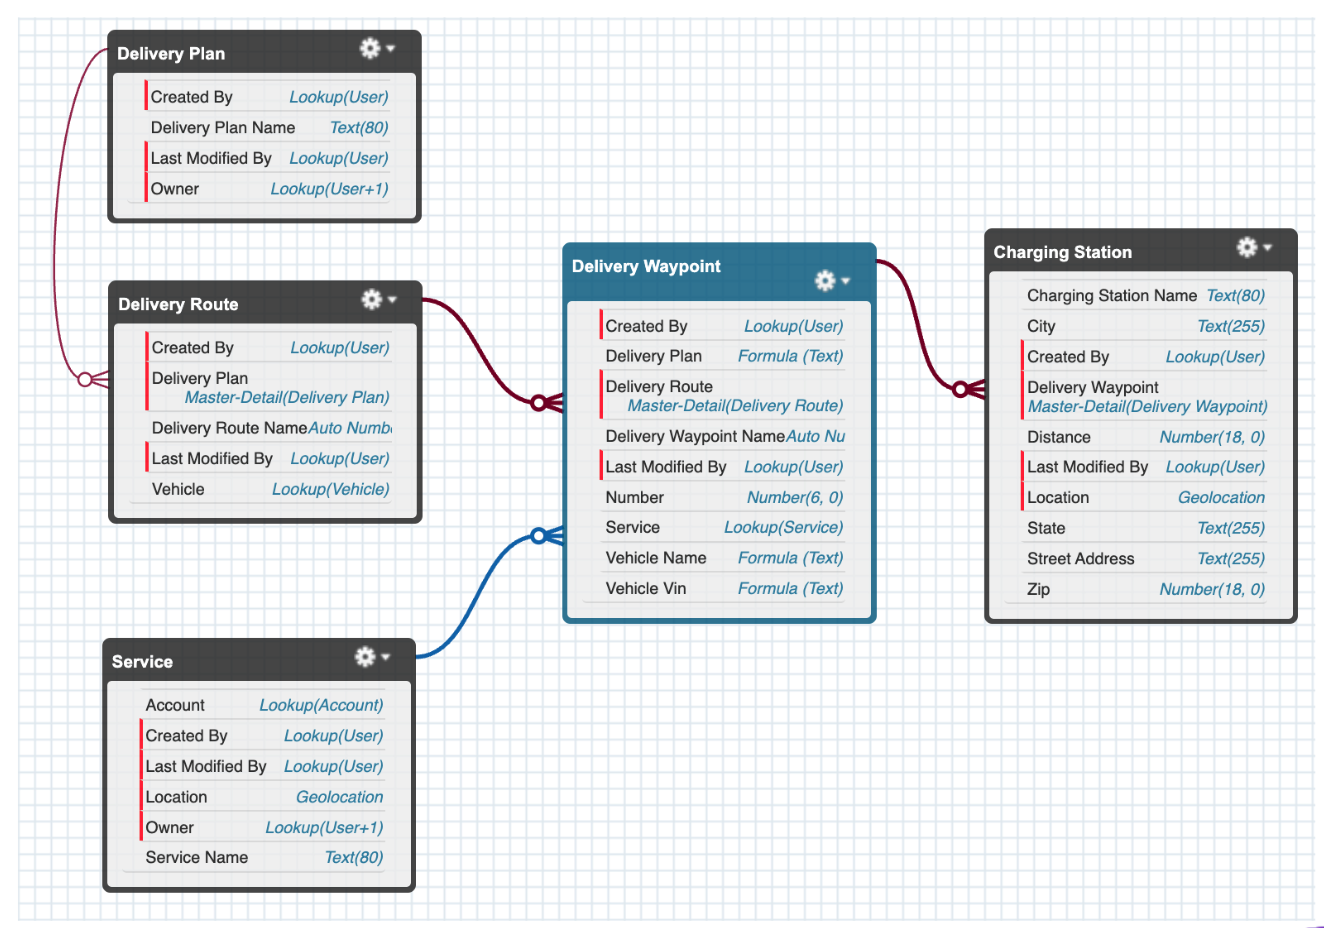 Delivery Plan
Created By Lookup(User)
Delivery Plan Name Text(80)
Last Modified By Lookup(User)
Owner Lookup(User+1)
Delivery Route
Created By Lookup(User)
Delivery Plan
Master-Detail(Delivery Plan)
Delivery Route Name Auto Numb
Last Modified By Lookup(User)
Vehicle Lookup(Vehicle)
Service
Account Lookup(Account)
Created By Lookup(User)
Last Modified By Lookup(User)
Location Geolocation
Owner Lookup(User+1)
Service Name Text(80)
Delivery Waypoint
Created By Lookup(User)
Delivery Plan Formula (Text)
Delivery Route
Master-Detail(Delivery Route)
Delivery Waypoint Name Auto Nu
Last Modified By Lookup(User)
Number Number(6, 0)
Service Lookup(Service)
Vehicle Name Formula (Text)
Vehicle Vin Formula (Text)
Charging Station
Charging Station Name Text(80)
City Text(255)
Created By Lookup(User)
Delivery Waypoint
Master-Detail(Delivery Waypoint)
Distance Number(18, 0)
Last Modified By Lookup(User)
Location Geolocation
State Text(255)
Street Address Text(255)
Zip Number(18, 0)